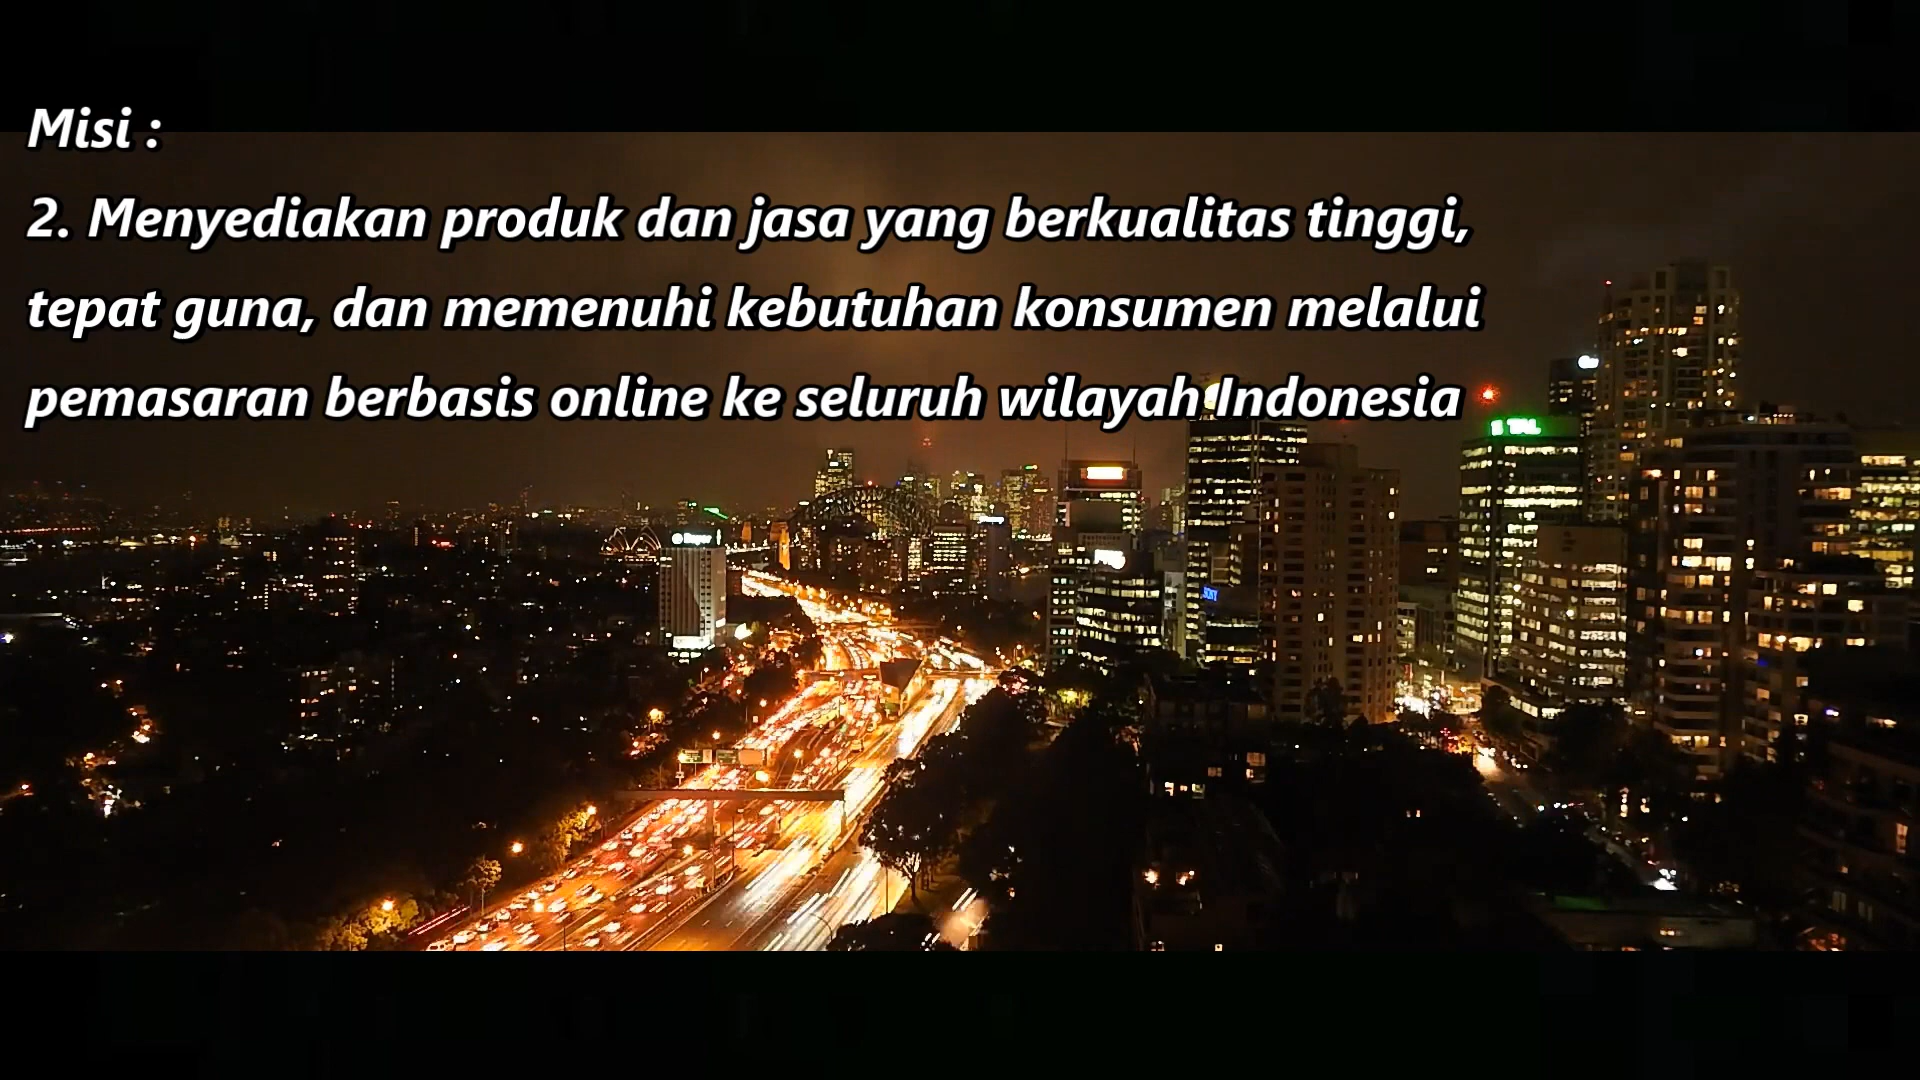 Misi :
2. Menyediakan produk dan jasa yang berkualitas tinggi,
tepat guna, dan memenuhi kebutuhan konsumen melalui
pemasaran berbasis online ke seluruh wilayah Indonesia
SONY